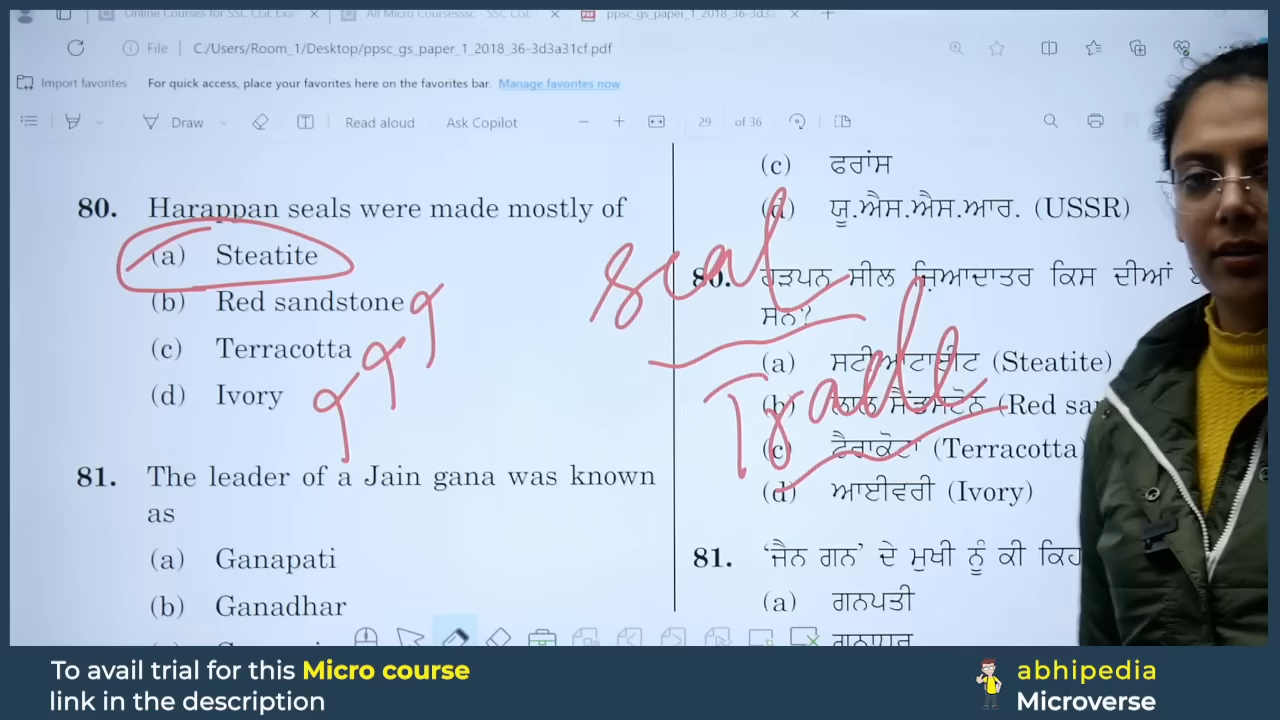 Online Courses for SSC CGL Exa
All Micro Coursesss - SSC CGL
ppsc_gs_paper_1_2018_36-3d3a
File
C:/Users/Room_1/Desktop/ppsc_gs_paper_1_2018_36-3d3a31cf.pdf
Import favorites
For quick access, place your favorites here on the favorites bar. Manage favorites now
Draw
Read aloud
Ask Copilot
29 of 36
80. Harappan seals were made mostly of
(a) Steatite
(b) Red sandstone
(c) Terracotta
(d) Ivory
81. The leader of a Jain gana was known
as
(a) Ganapati
(b) Ganadhar
(c) ਫਰਾਂਸ
(d) ਯੂ.ਐਸ.ਐਸ.ਆਰ. (USSR)
80. ਹੜਪਨ ਸੀਲ ਜ਼ਿਆਦਾਤਰ ਕਿਸ ਦੀਆਂ
ਸਨ?
(a) ਸਟੀਆਟਾਈਟ (Steatite)
(b) ਲਾਲ ਸੈਂਡਸਟੋਨ (Red sa
(c) ਟੈਰਾਕੋਟਾ (Terracotta)
(d) ਆਈਵਰੀ (Ivory)
81. 'ਜੈਨ ਗਨ' ਦੇ ਮੁਖੀ ਨੂੰ ਕੀ ਕਿਹ
(a) ਗਨਪਤੀ
ਗਨਧਾਰ
seal
Trade
To avail trial for this Micro course
link in the description
abhipedia
Microverse